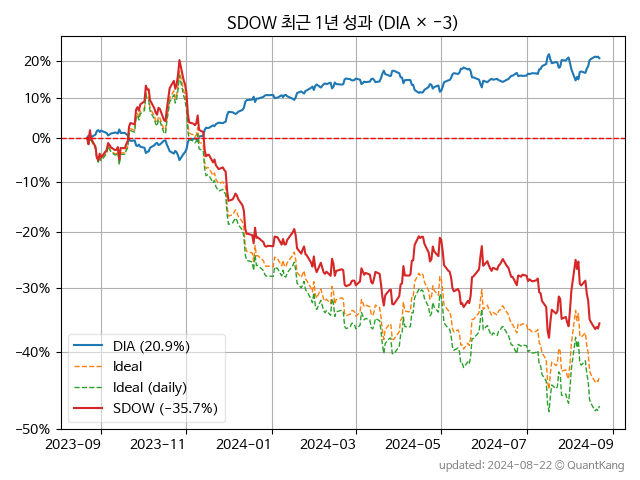 SDOW 최근 1년 성과 (DIA × −3)
20%
10%
0%
−10%
−20%
−30%
−40%
−50%
DIA (20.9%)
Ideal
Ideal (daily)
SDOW (−35.7%)
2023−09
2023−11
2024−01
2024−03
2024−05
2024−07
2024−09
updated: 2024-08-22 © QuantKang